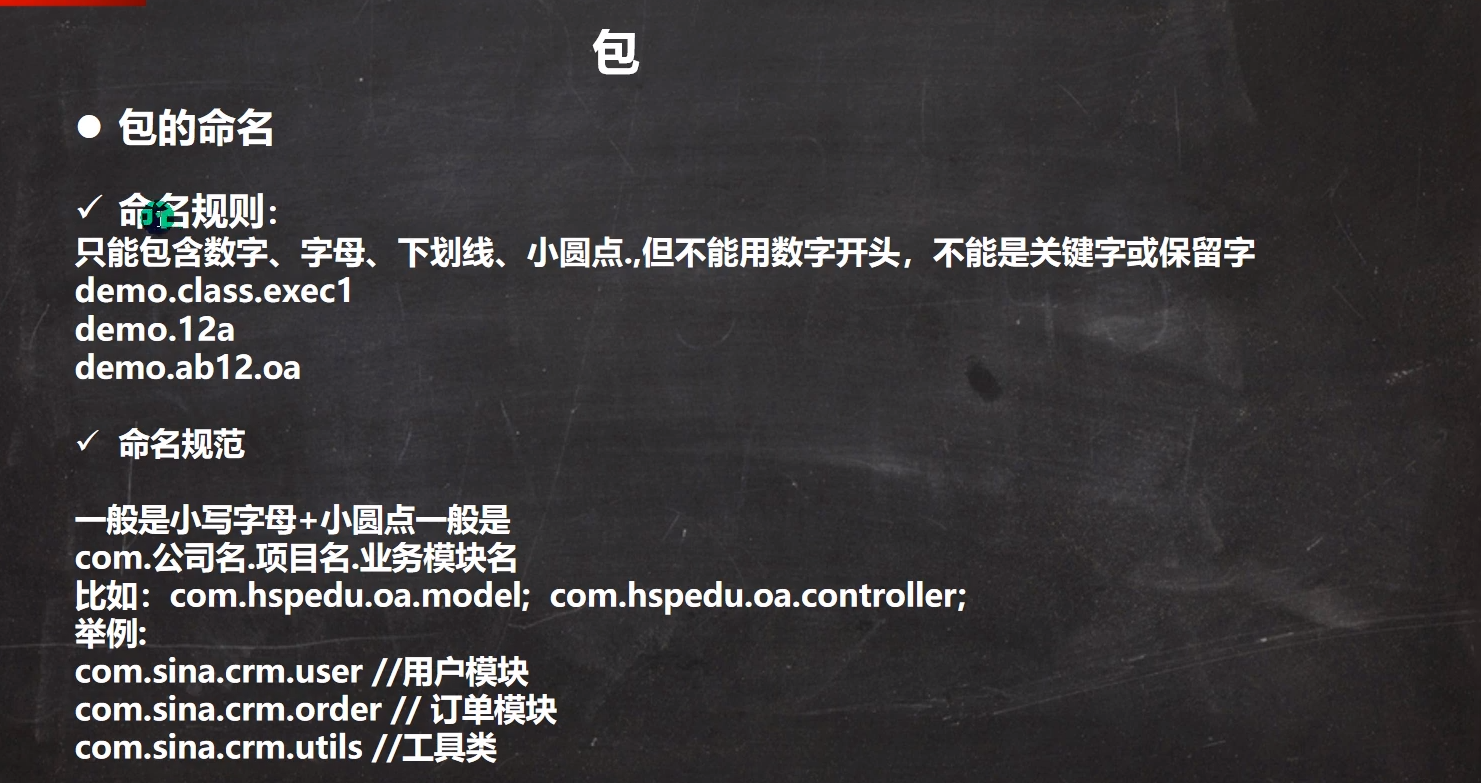 包
● 包的命名
✓ 命名规则：
只能包含数字、字母、下划线、小圆点.,但不能用数字开头，不能是关键字或保留字
demo.class.exec1
demo.12a
demo.ab12.oa
✓ 命名规范
一般是小写字母+小圆点一般是
com.公司名.项目名.业务模块名
比如：com.hspedu.oa.model; com.hspedu.oa.controller;
举例:
com.sina.crm.user //用户模块
com.sina.crm.order // 订单模块
com.sina.crm.utils //工具类